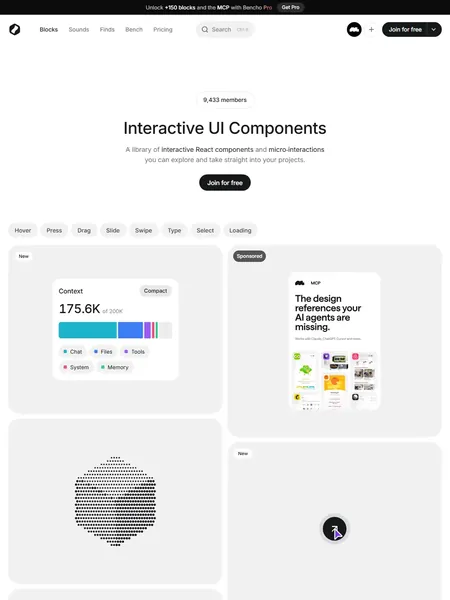 Unlock +150 blocks and the MCP with Bencho Pro Get Pro
Blocks Sounds Finds Bench Pricing Search Ctrl K Join for free
9,433 members
Interactive UI Components
A library of interactive React components and micro-interactions
you can explore and take straight into your projects.
Join for free
Hover Press Drag Slide Swipe Type Select Loading
New
Context Compact
175.6K of 200K
Chat Files Tools
System Memory
Sponsored
MCP
The design
references your
AI agents are
missing.
New